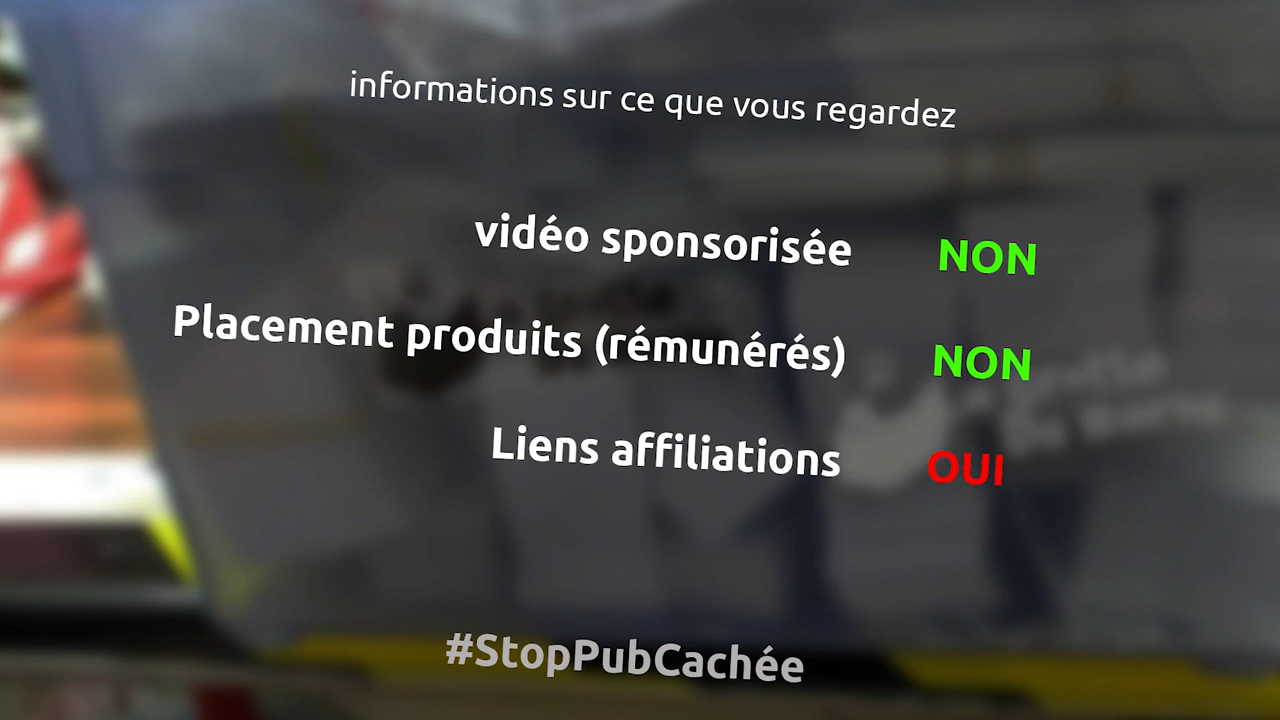 informations sur ce que vous regardez
vidéo sponsorisée NON
Placement produits (rémunérés) NON
Liens affiliations OUI
#StopPubCachée